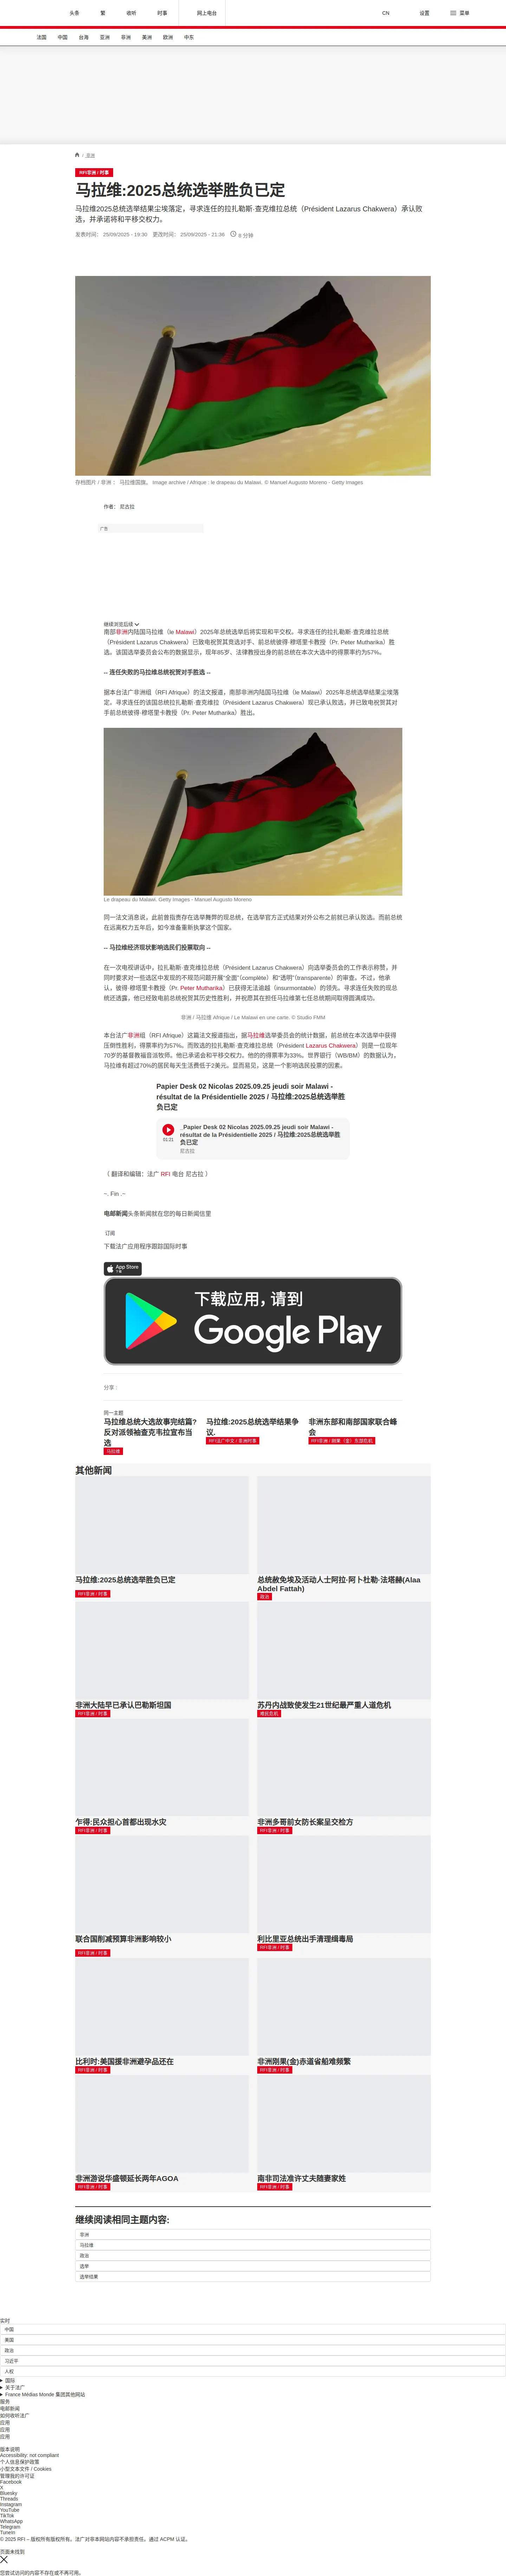 头条
繁
收听
时事
网上电台
CN
设置
菜单
法国
中国
台海
亚洲
非洲
美洲
欧洲
中东
/ 非洲
RFI非洲 / 时事
马拉维:2025总统选举胜负已定
马拉维2025总统选举结果尘埃落定，寻求连任的拉扎勒斯·查克维拉总统（Président Lazarus Chakwera）承认败
选，并承诺将和平移交权力。
发表时间： 25/09/2025 - 19:30 更改时间： 25/09/2025 - 21:36 6 分钟
存档图片 / 非洲 ： 马拉维国旗。 Image archive / Afrique : le drapeau du Malawi. © Manuel Augusto Moreno - Getty Images
作者： 尼古拉
广告
继续浏览后续
南部非洲内陆国马拉维（le Malawi）2025年总统选举后将实现和平交权。寻求连任的拉扎勒斯·查克维拉总统
（Président Lazarus Chakwera）已致电祝贺其竞选对手、前总统彼得·穆塔里卡教授（Pr. Peter Mutharika）胜
选。该国选举委员会公布的数据显示，现年85岁、法律教授出身的前总统在本次大选中的得票率约为57%。
-- 连任失败的马拉维总统祝贺对手胜选 --
据本台法广非洲组（RFI Afrique）的法文报道，南部非洲内陆国马拉维（le Malawi）2025年总统选举结果尘埃落
定。寻求连任的该国总统拉扎勒斯·查克维拉（Président Lazarus Chakwera）现已承认败选，并已致电祝贺其对
手前总统彼得·穆塔里卡教授（Pr. Peter Mutharika）胜出。
Le drapeau du Malawi. Getty Images - Manuel Augusto Moreno
同一法文消息说，此前曾指责存在选举舞弊的现总统，在选举官方正式结果对外公布之前就已承认败选。而前总统
在远离权力五年后，如今准备重新执掌这个国家。
-- 马拉维经济现状影响选民们投票取向 --
在一次电视讲话中，拉扎勒斯·查克维拉总统（Président Lazarus Chakwera）向选举委员会的工作表示称赞，并
同时要求对一些选区中发现的不规范问题开展“全面”（complète）和“透明”（transparente）的审查。不过，他承
认，彼得·穆塔里卡教授（Pr. Peter Mutharika）已获得无法逾越（insurmontable）的领先。寻求连任失败的现总
统还透露，他已经致电前总统祝贺其历史性胜利，并祝愿其在担任马拉维第七任总统期间取得圆满成功。
非洲 / 马拉维 Afrique / Le Malawi en une carte. © Studio FMM
本台法广非洲组（RFI Afrique）这篇法文报道指出，据马拉维选举委员会的统计数据，前总统在本次选举中获得
压倒性胜利，得票率约为57%。而败选的拉扎勒斯·查克维拉总统（Président Lazarus Chakwera）则是一位现年
70岁的基督教福音派牧师。他已承诺会和平移交权力。他的的得票率为33%。世界银行（WB/BM）的数据认为，
马拉维有超过70%的居民每天生活费低于2美元。显而易见，这是一个影响选民投票的因素。
Papier Desk 02 Nicolas 2025.09.25 jeudi soir Malawi -
résultat de la Présidentielle 2025 / 马拉维:2025总统选举胜
负已定
_Papier Desk 02 Nicolas 2025.09.25 jeudi soir Malawi -
résultat de la Présidentielle 2025 / 马拉维:2025总统选举胜
负已定
01:21
尼古拉
（ 翻译和编辑：法广 RFI 电台 尼古拉 ）
~. Fin .~
电邮新闻头条新闻就在您的每日新闻信里
订阅
下载法广应用程序跟踪国际时事
App Store
下载
下载应用，请到
Google Play
分享 :
同一主题
马拉维总统大选故事完结篇?
反对派领袖查克韦拉宣布当
选
马拉维
马拉维:2025总统选举结果争
议.
RFI法广中文 / 非洲时事
非洲东部和南部国家联合峰
会
RFI非洲 / 刚果（金）东部危机
其他新闻
马拉维:2025总统选举胜负已定
RFI非洲 / 时事
总统赦免埃及活动人士阿拉·阿卜杜勒·法塔赫(Alaa
Abdel Fattah)
政治
非洲大陆早已承认巴勒斯坦国
RFI非洲 / 时事
苏丹内战致使发生21世纪最严重人道危机
难民危机
乍得:民众担心首都出现水灾
RFI非洲 / 时事
非洲多哥前女防长案呈交检方
RFI非洲 / 时事
联合国削减预算非洲影响较小
RFI非洲 / 时事
利比里亚总统出手清理缉毒局
RFI非洲 / 时事
比利时:美国援非洲避孕品还在
RFI非洲 / 时事
非洲刚果(金)赤道省船难频繁
RFI非洲 / 时事
非洲游说华盛顿延长两年AGOA
RFI非洲 / 时事
南非司法准许丈夫随妻家姓
RFI非洲 / 时事
继续阅读相同主题内容:
非洲
马拉维
政治
选举
选举结果
实时
中国
美国
政治
习近平
人权
国际
关于法广
France Médias Monde 集团其他网站
服务
电邮新闻
如何收听法广
应用
应用
应用
版本说明
Accessibility: not compliant
个人信息保护政策
小型文本文件 / Cookies
管理我的许可证
Facebook
X
Bluesky
Threads
Instagram
YouTube
TikTok
WhatsApp
Telegram
TuneIn
© 2025 RFI – 版权所有版权所有。法广对非本网站内容不承担责任。通过 ACPM 认证。
页面未找到
您尝试访问的内容不存在或不再可用。